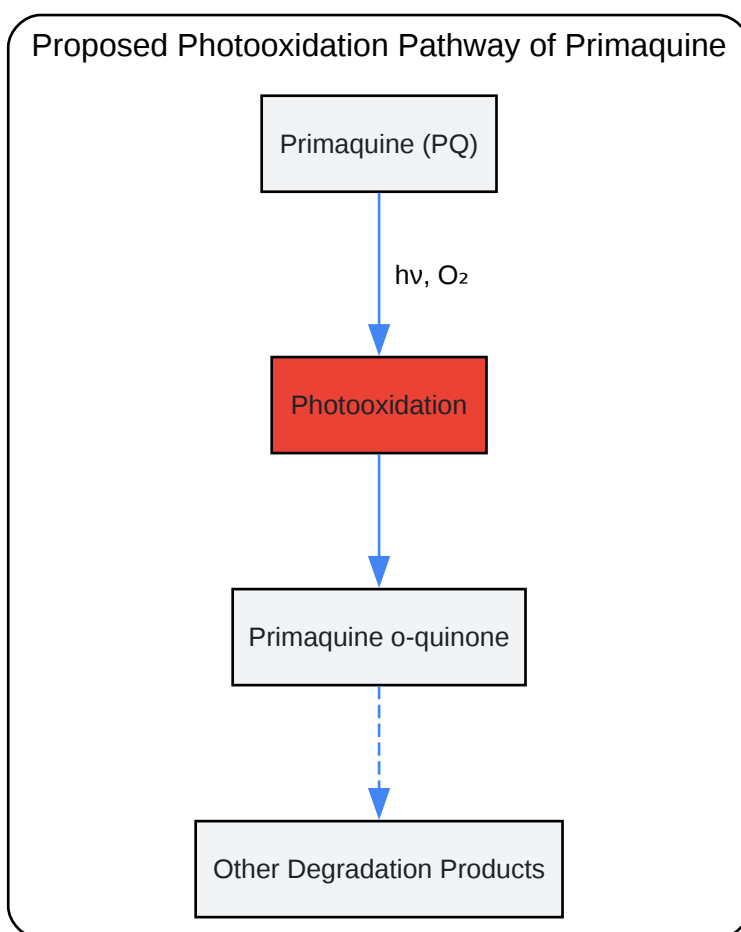 Proposed Photooxidation Pathway of Primaquine
Primaquine (PQ)
hν, O₂
Photooxidation
Primaquine o-quinone
Other Degradation Products